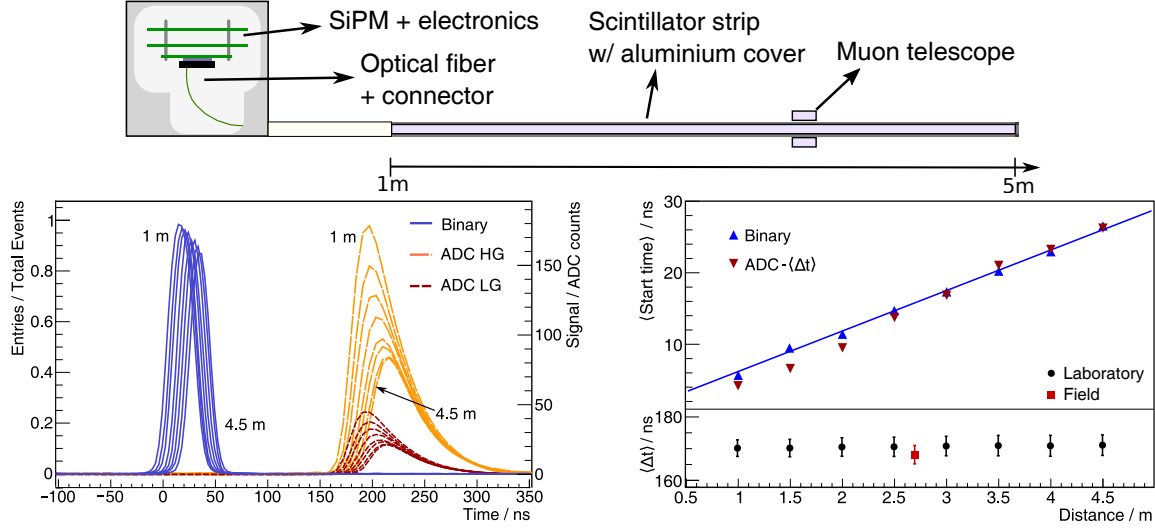 SiPM + electronics
Optical fiber
+ connector
Scintillator strip
w/ aluminium cover
Muon telescope
1m
5m
Entries / Total Events
1
0.8
0.6
0.4
0.2
0
1 m
4.5 m
1 m
4.5 m
Binary
ADC HG
ADC LG
150
100
50
0
Signal / ADC counts
−100
−50
0
50
100
150
200
250
300
350
Time / ns
⟨Start time⟩ / ns
30
20
10
Binary
ADC - ⟨Δt⟩
Laboratory
Field
⟨Δt⟩ / ns
180
160
0.5
1
1.5
2
2.5
3
3.5
4
4.5
Distance / m